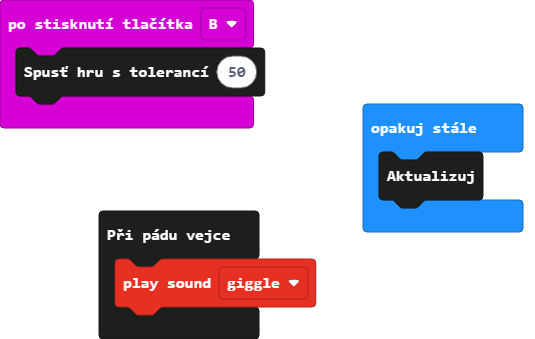 po stisknutí tlačítka B
Spusť hru s tolerancí 50
opakuj stále
Aktualizuj
Při pádu vejce
play sound giggle